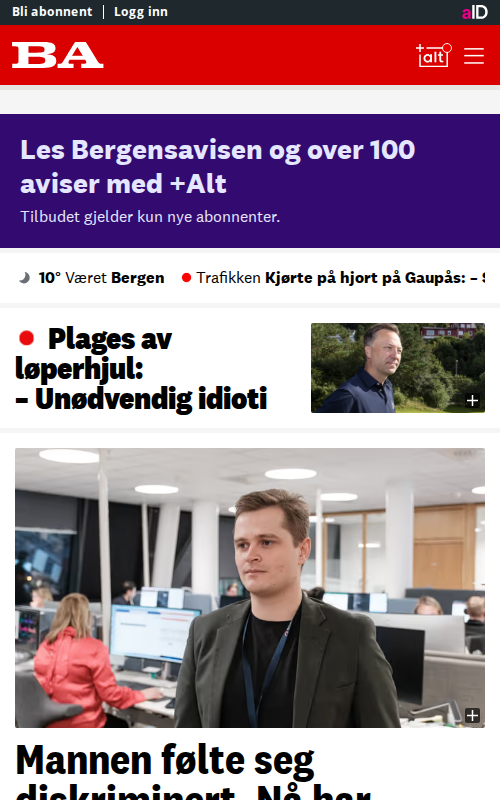 Bli abonnent | Logg inn
aID
BA
+alt
Les Bergensavisen og over 100
aviser med +Alt
Tilbudet gjelder kun nye abonnenter.
10° Været Bergen
Trafikken Kjørte på hjort på Gaupås: –
Plages av
løperhjul:
– Unødvendig idioti
Mannen følte seg
diskriminert. Nå har